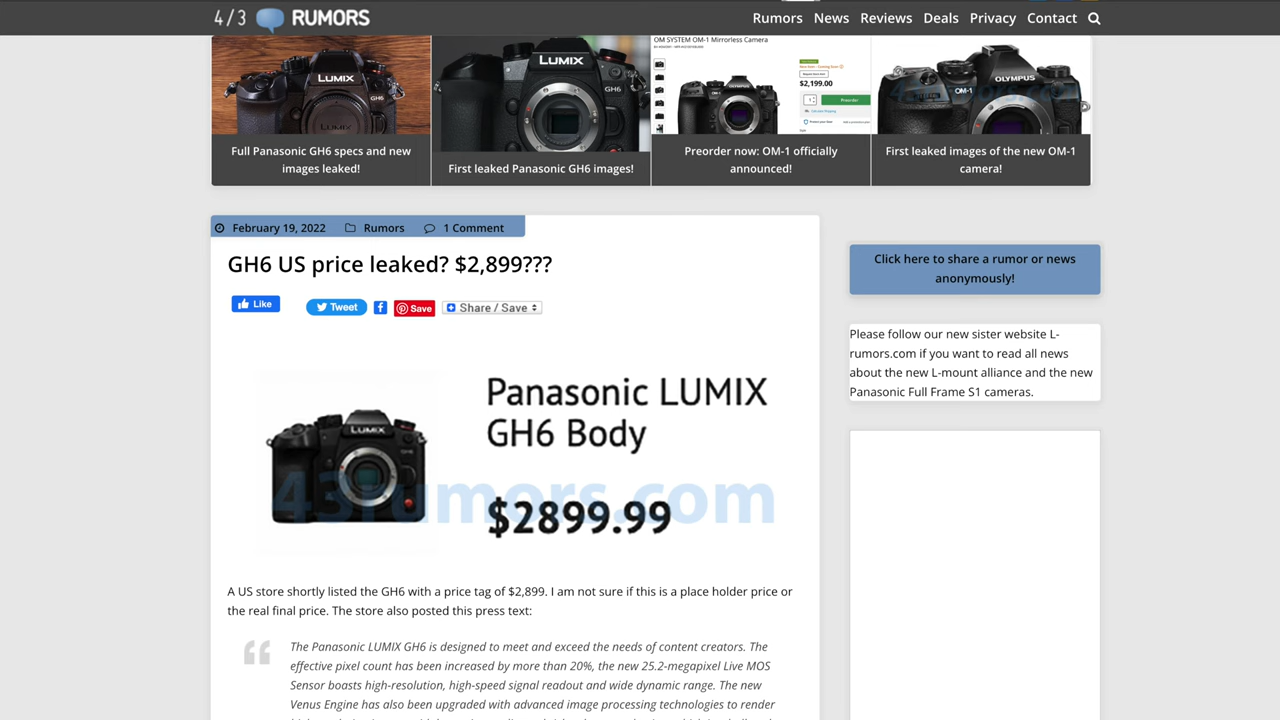 4/3 RUMORS
Rumors News Reviews Deals Privacy Contact
LUMIX
GH6
LUMIX
LUMIX
GH6
OM SYSTEM OM-1 Mirrorless Camera
$2,199.00
Preorder
OLYMPUS
OM-1
Full Panasonic GH6 specs and new
images leaked!
First leaked Panasonic GH6 images!
Preorder now: OM-1 officially
announced!
First leaked images of the new OM-1
camera!
February 19, 2022 Rumors 1 Comment
GH6 US price leaked? $2,899???
Like Tweet Save Share / Save
Panasonic LUMIX
GH6 Body
LUMIX
43rumors.com
$2899.99
A US store shortly listed the GH6 with a price tag of $2,899. I am not sure if this is a place holder price or
the real final price. The store also posted this press text:
The Panasonic LUMIX GH6 is designed to meet and exceed the needs of content creators. The
effective pixel count has been increased by more than 20%, the new 25.2-megapixel Live MOS
Sensor boasts high-resolution, high-speed signal readout and wide dynamic range. The new
Venus Engine has also been upgraded with advanced image processing technologies to render
Click here to share a rumor or news
anonymously!
Please follow our new sister website L-
rumors.com if you want to read all news
about the new L-mount alliance and the new
Panasonic Full Frame S1 cameras.